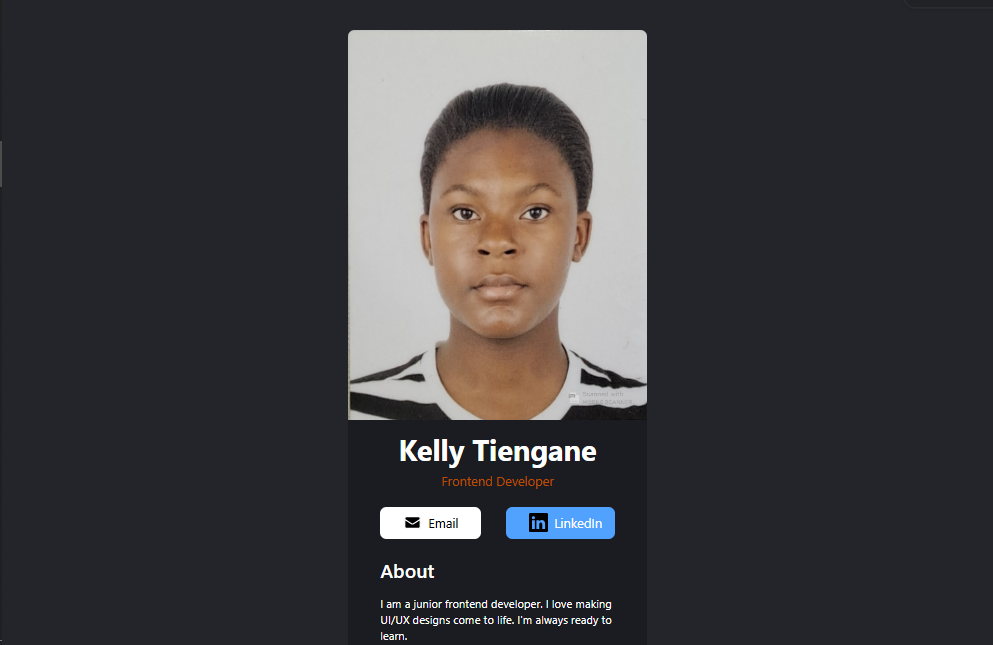 Scanned with
Kelly Tiengane
Frontend Developer
Email
in LinkedIn
About
I am a junior frontend developer. I love making
UI/UX designs come to life. I'm always ready to
learn.